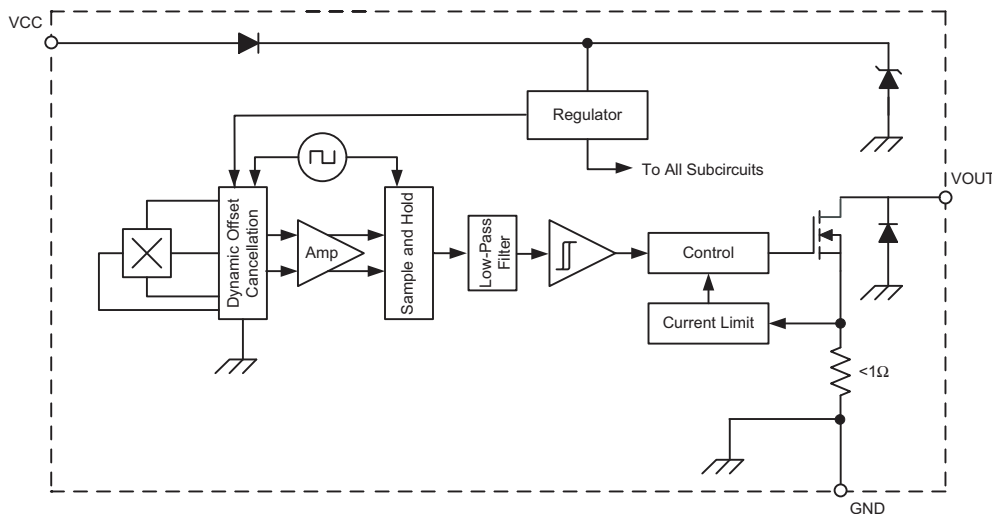 VCC
Regulator
To All Subcircuits
VOUT
Dynamic Offset
Cancellation
Amp
Sample and Hold
Low-Pass
Filter
Control
Current Limit
<1Ω
GND